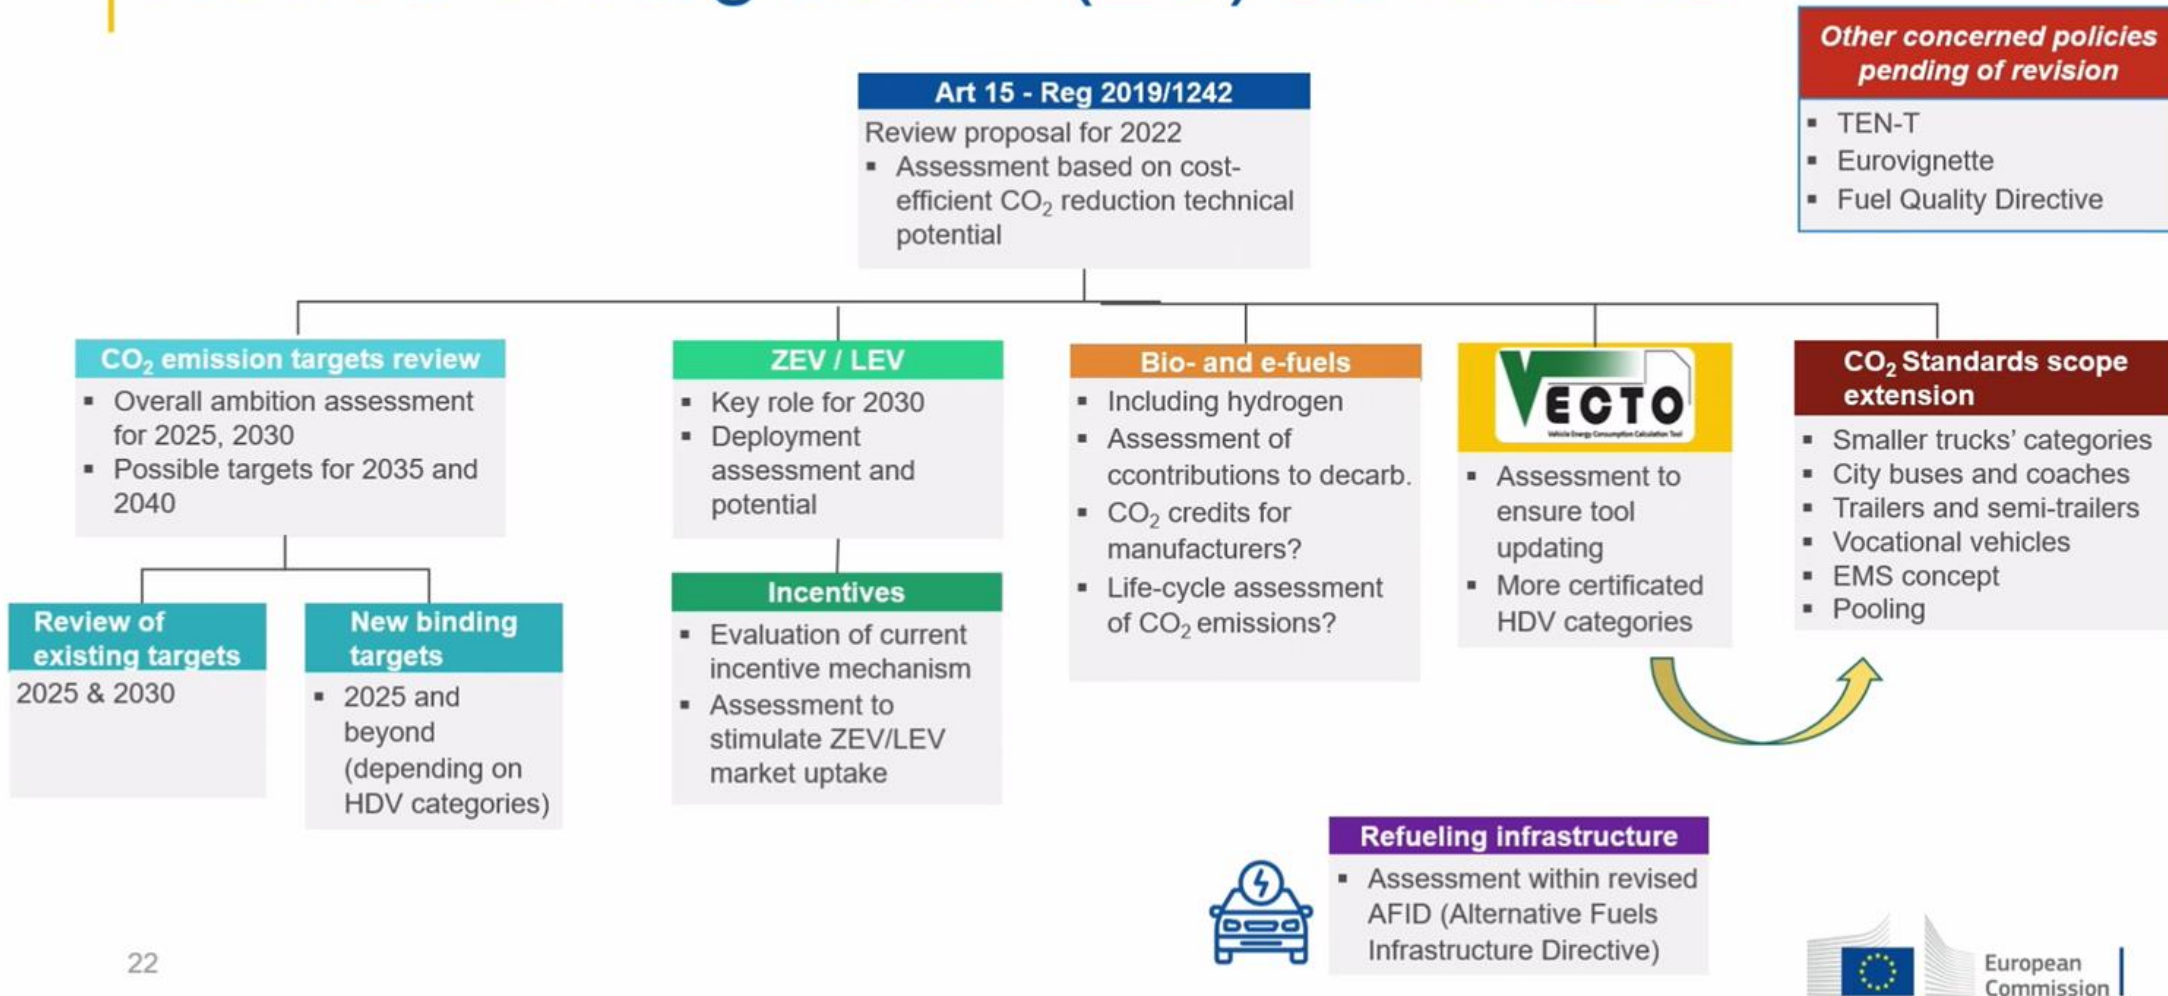 Art 15 - Reg 2019/1242
Review proposal for 2022
▪ Assessment based on cost-
efficient CO₂ reduction technical
potential
Other concerned policies
pending of revision
▪ TEN-T
▪ Eurovignette
▪ Fuel Quality Directive
CO₂ emission targets review
▪ Overall ambition assessment
for 2025, 2030
▪ Possible targets for 2035 and
2040
Review of
existing targets
2025 & 2030
New binding
targets
▪ 2025 and
beyond
(depending on
HDV categories)
ZEV / LEV
▪ Key role for 2030
▪ Deployment
assessment and
potential
Incentives
▪ Evaluation of current
incentive mechanism
▪ Assessment to
stimulate ZEV/LEV
market uptake
Bio- and e-fuels
▪ Including hydrogen
▪ Assessment of
ccontributions to decarb.
▪ CO₂ credits for
manufacturers?
▪ Life-cycle assessment
of CO₂ emissions?
VECTO
Vehicle Energy Consumption Calculation Tool
▪ Assessment to
ensure tool
updating
▪ More certificated
HDV categories
CO₂ Standards scope
extension
▪ Smaller trucks' categories
▪ City buses and coaches
▪ Trailers and semi-trailers
▪ Vocational vehicles
▪ EMS concept
▪ Pooling
Refueling infrastructure
▪ Assessment within revised
AFID (Alternative Fuels
Infrastructure Directive)
22
European
Commission